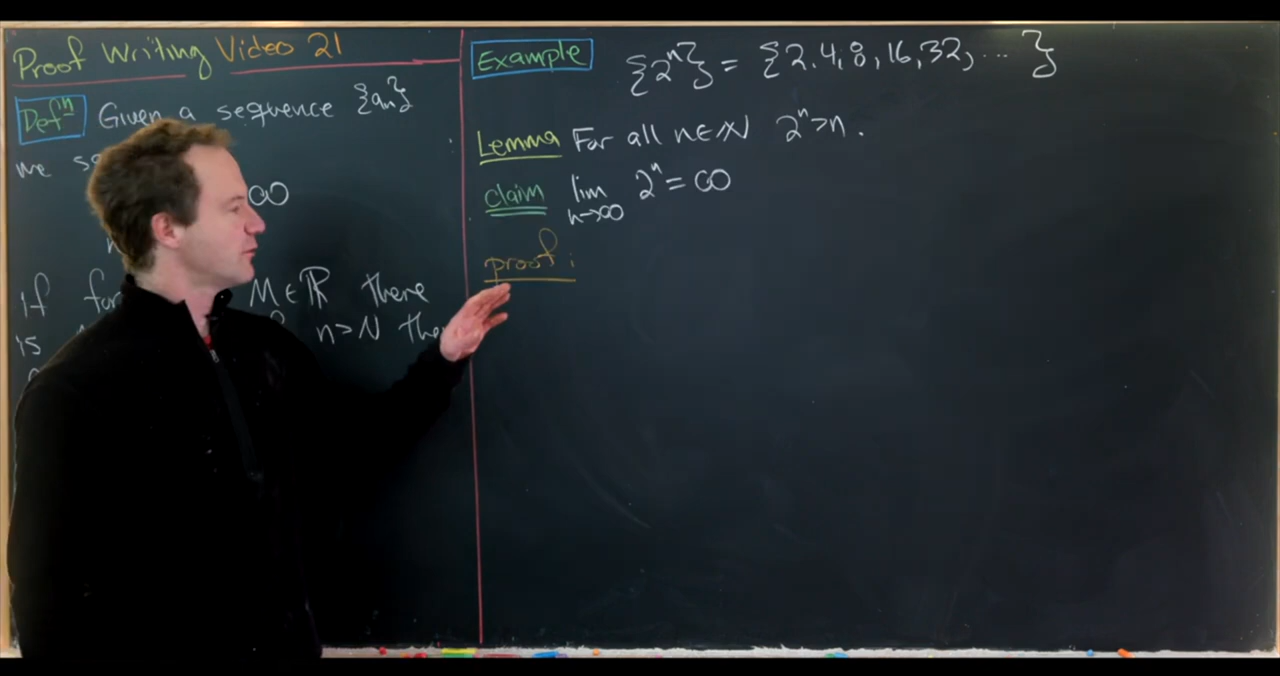 Proof Writing Video 21
Defⁿ Given a sequence {aₙ}
we
∞
If for M∈ℝ there
is n>N then
Example {2ⁿ} = {2,4,8,16,32,... }
Lemma For all n∈ℕ 2ⁿ>n.
claim lim n→∞ 2ⁿ = ∞
proof: